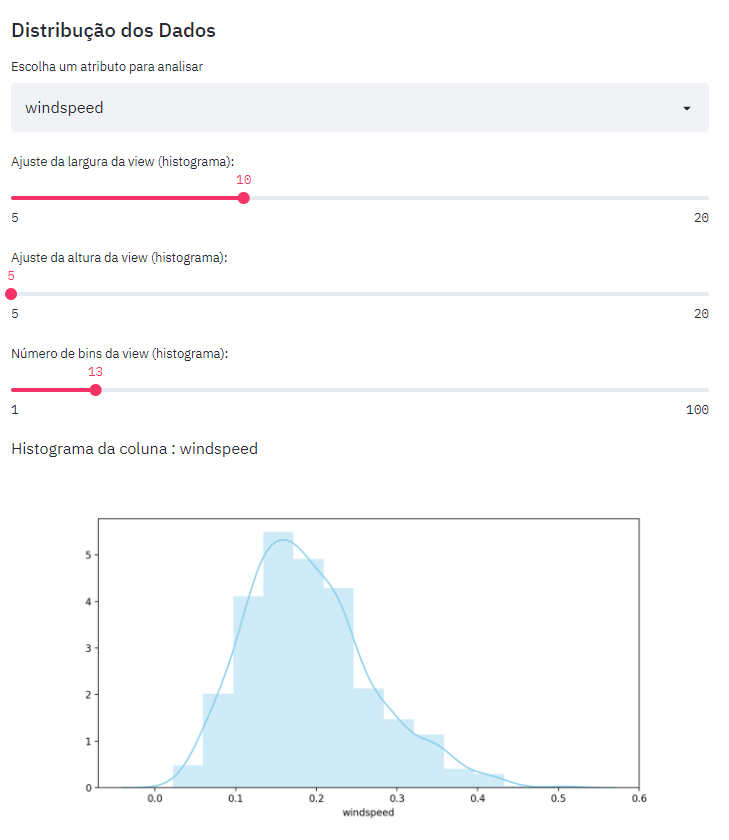 Distribução dos Dados
Escolha um atributo para analisar
windspeed
Ajuste da largura da view (histograma):
10
5 20
Ajuste da altura da view (histograma):
5
5 20
Número de bins da view (histograma):
13
1 100
Histograma da coluna : windspeed
5
4
3
2
1
0
0.0 0.1 0.2 0.3 0.4 0.5 0.6
windspeed